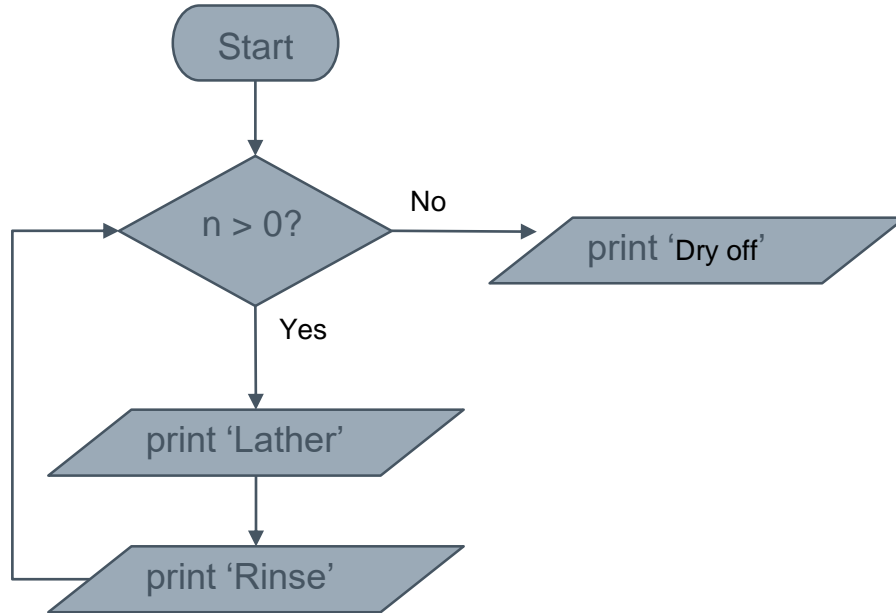 Start
n > 0?
No
print ‘Dry off’
Yes
print ‘Lather’
print ‘Rinse’